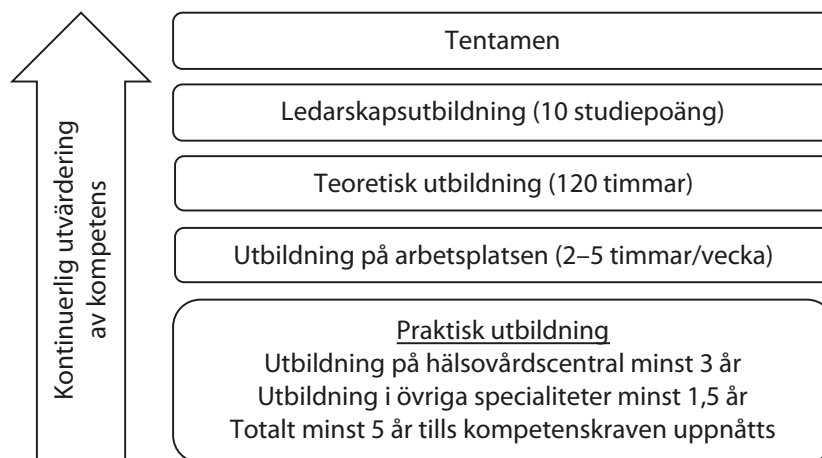 Tentamen
Ledarskapsutbildning (10 studiepoäng)
Teoretisk utbildning (120 timmar)
Utbildning på arbetsplatsen (2–5 timmar/vecka)
Praktisk utbildning
Utbildning på hälsovårdscentral minst 3 år
Utbildning i övriga specialiteter minst 1,5 år
Totalt minst 5 år tills kompetenskraven uppnåtts
Kontinuerlig utvärdering
av kompetens